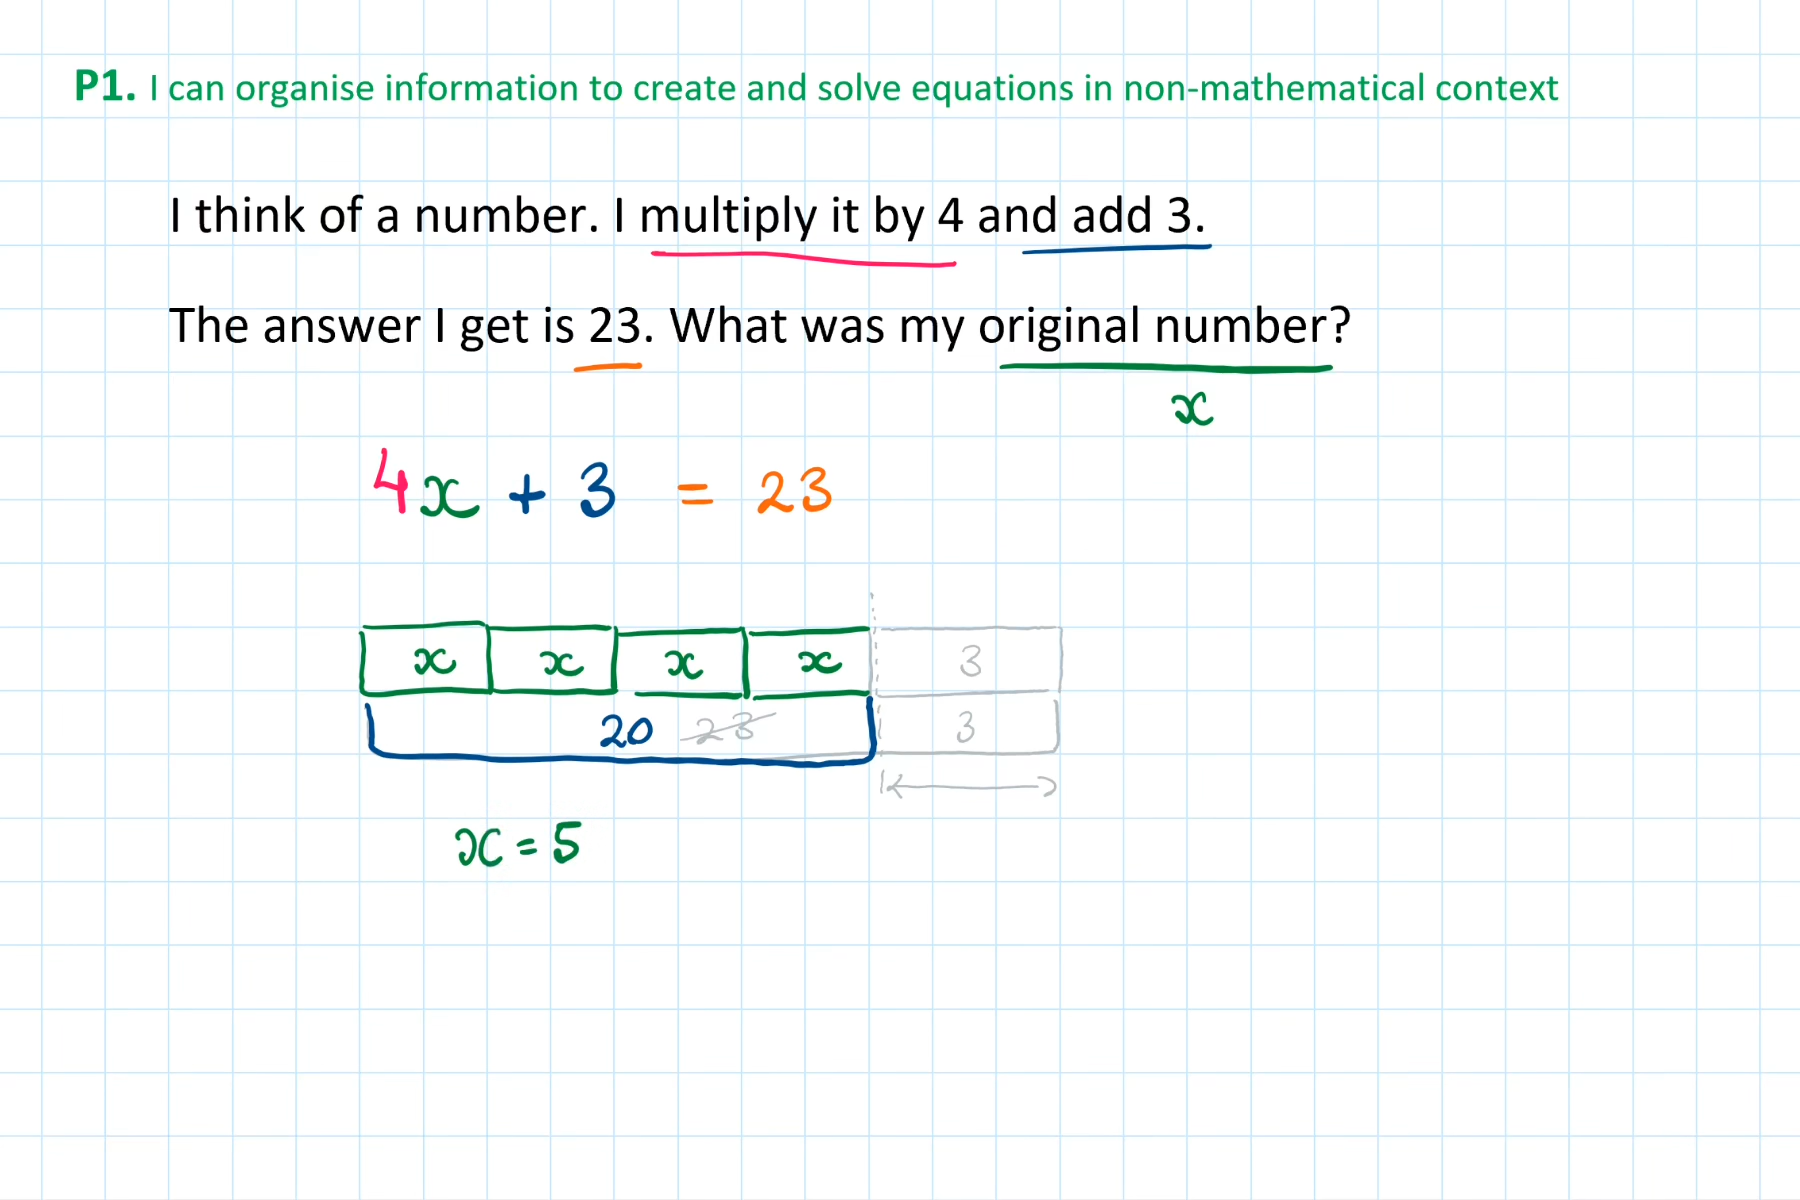 P1. I can organise information to create and solve equations in non-mathematical context
I think of a number. I multiply it by 4 and add 3.
The answer I get is 23. What was my original number?
x
4x + 3 = 23
x x x x 3
20 23 3
x = 5